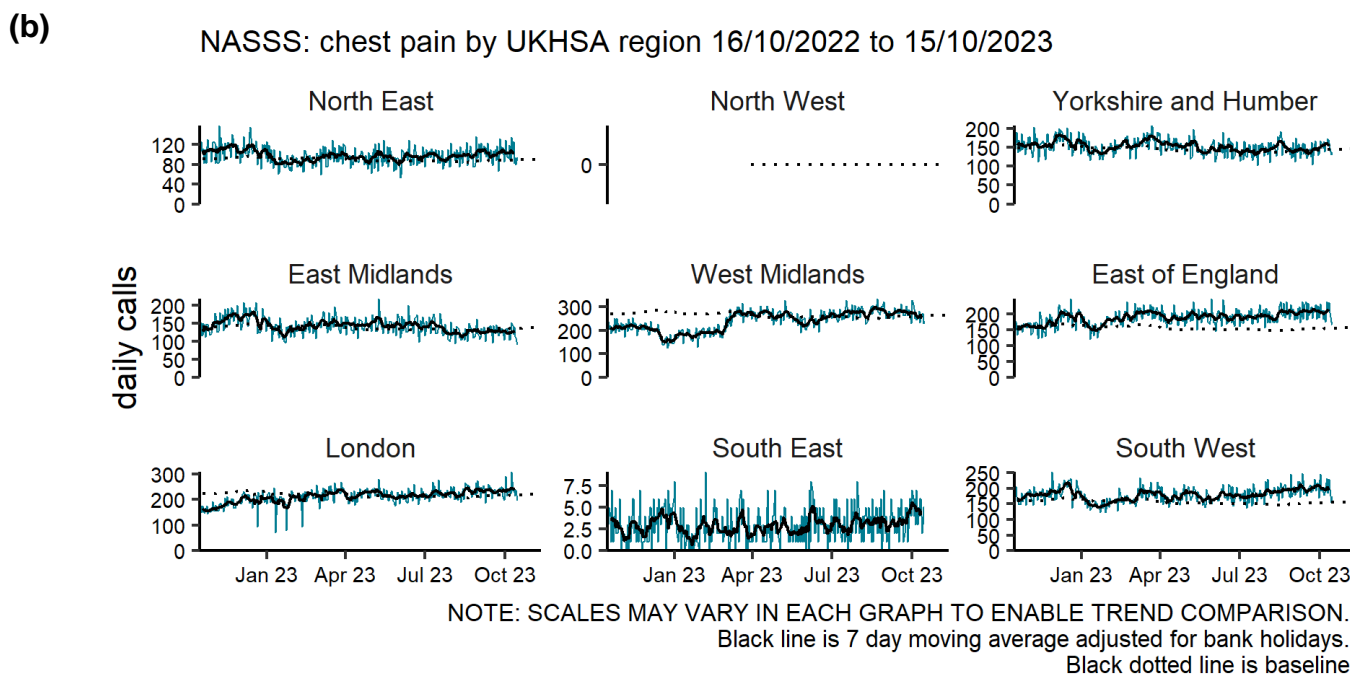 (b)
NASSS: chest pain by UKHSA region 16/10/2022 to 15/10/2023
daily calls
North East
120
80
40
0
North West
0
Yorkshire and Humber
200
150
100
50
0
East Midlands
200
150
100
50
0
West Midlands
300
200
100
0
East of England
200
150
100
50
0
London
300
200
100
0
Jan 23 Apr 23 Jul 23 Oct 23
South East
7.5
5.0
2.5
0.0
Jan 23 Apr 23 Jul 23 Oct 23
South West
250
200
150
100
50
0
Jan 23 Apr 23 Jul 23 Oct 23
NOTE: SCALES MAY VARY IN EACH GRAPH TO ENABLE TREND COMPARISON.
Black line is 7 day moving average adjusted for bank holidays.
Black dotted line is baseline